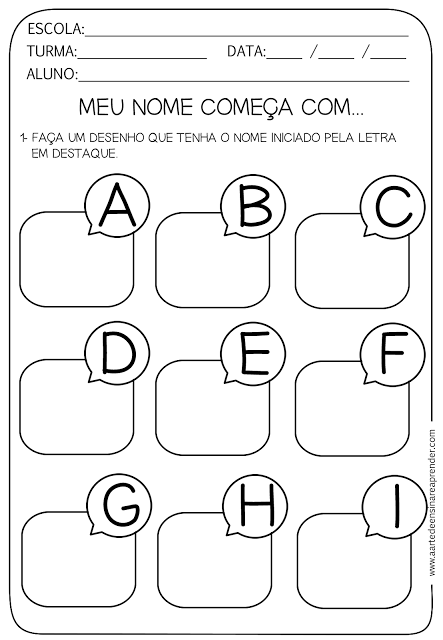 ESCOLA:
TURMA: DATA: / /
ALUNO:
MEU NOME COMEÇA COM...
1- FAÇA UM DESENHO QUE TENHA O NOME INICIADO PELA LETRA
EM DESTAQUE.
A B C
D E F
G H I
www.aartedeensinareaprender.com